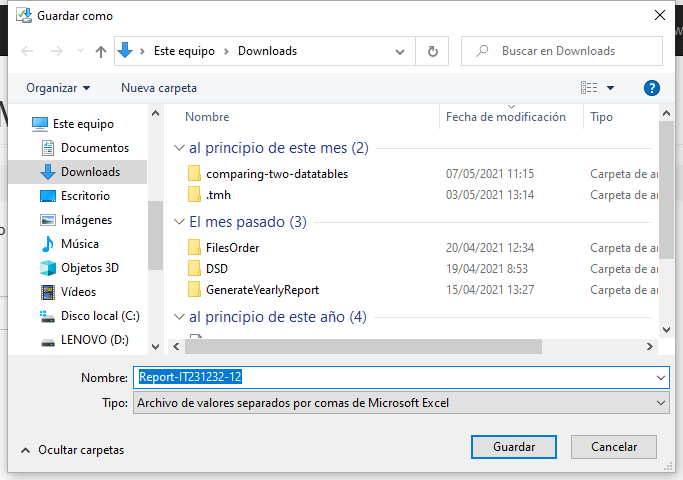 Guardar como
Este equipo > Downloads
Buscar en Downloads
Organizar
Nueva carpeta
?
Nombre Fecha de modificación Tipo
Este equipo
Documentos
Downloads
Escritorio
Imágenes
Música
Objetos 3D
Vídeos
Disco local (C:)
LENOVO (D:)
al principio de este mes (2)
comparing-two-datatables 07/05/2021 11:15 Carpeta de ar
.tmh 03/05/2021 13:14 Carpeta de ar
El mes pasado (3)
FilesOrder 20/04/2021 12:34 Carpeta de ar
DSD 19/04/2021 8:53 Carpeta de ar
GenerateYearlyReport 15/04/2021 13:27 Carpeta de ar
al principio de este año (4)
Nombre: Report-IT231232-12
Tipo: Archivo de valores separados por comas de Microsoft Excel
Ocultar carpetas
Guardar
Cancelar